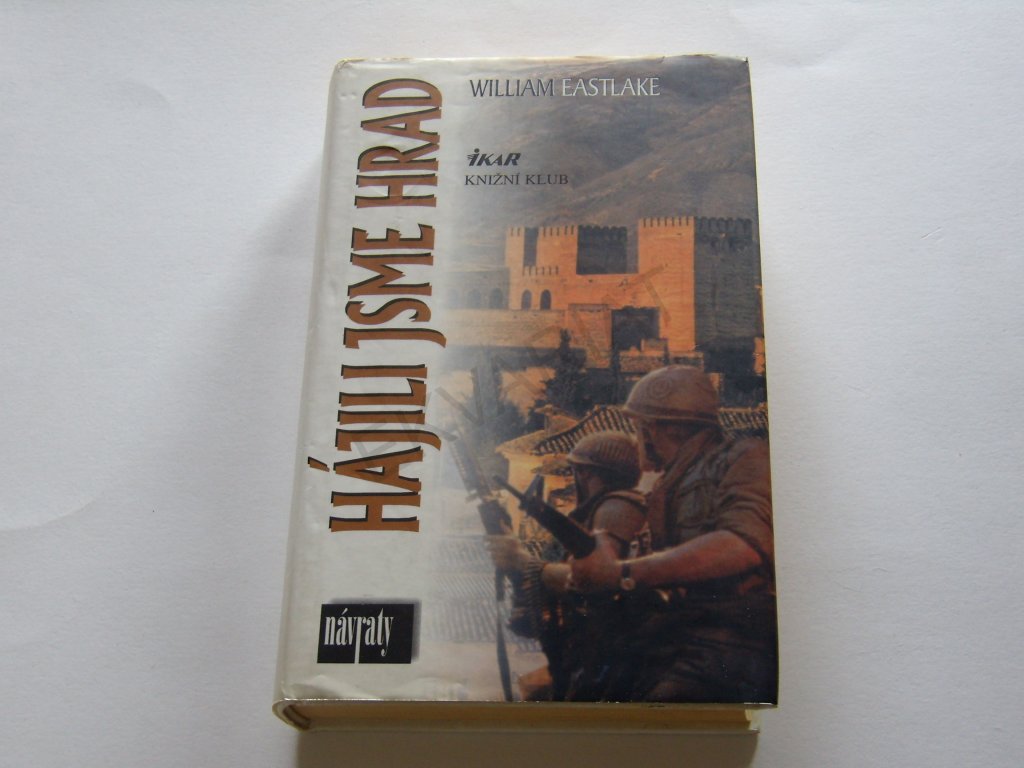 WILLIAM EASTLAKE
iKAR
KNIŽNÍ KLUB
HÁJILI JSME HRAD
návraty